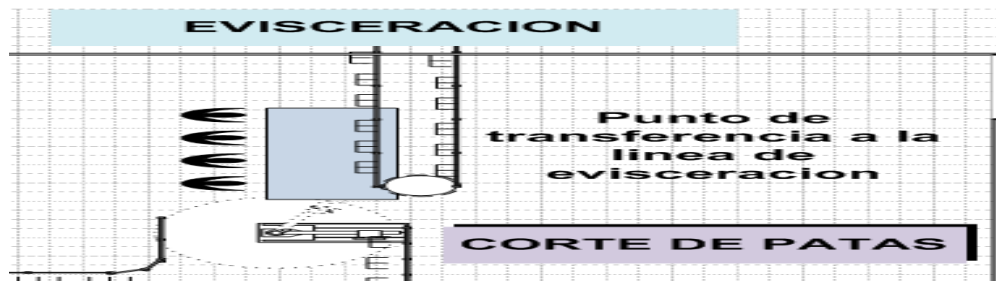 EVISCERACION
Punto de
transferencia a la
linea de
evisceracion
CORTE DE PATAS